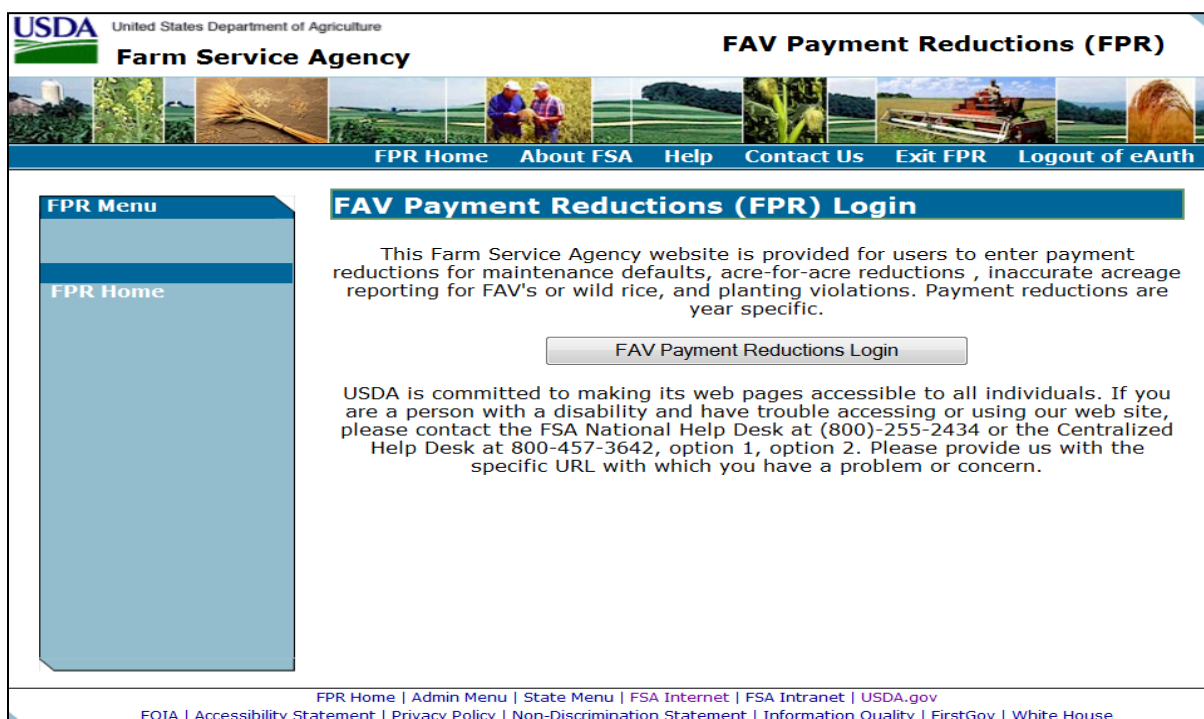 USDA United States Department of Agriculture
Farm Service Agency
FAV Payment Reductions (FPR)
FPR Home About FSA Help Contact Us Exit FPR Logout of eAuth
FPR Menu
FPR Home
FAV Payment Reductions (FPR) Login
This Farm Service Agency website is provided for users to enter payment
reductions for maintenance defaults, acre-for-acre reductions , inaccurate acreage
reporting for FAV's or wild rice, and planting violations. Payment reductions are
year specific.
FAV Payment Reductions Login
USDA is committed to making its web pages accessible to all individuals. If you
are a person with a disability and have trouble accessing or using our web site,
please contact the FSA National Help Desk at (800)-255-2434 or the Centralized
Help Desk at 800-457-3642, option 1, option 2. Please provide us with the
specific URL with which you have a problem or concern.
FPR Home | Admin Menu | State Menu | FSA Internet | FSA Intranet | USDA.gov
FOIA | Accessibility Statement | Privacy Policy | Non-Discrimination Statement | Information Quality | FirstGov | White House